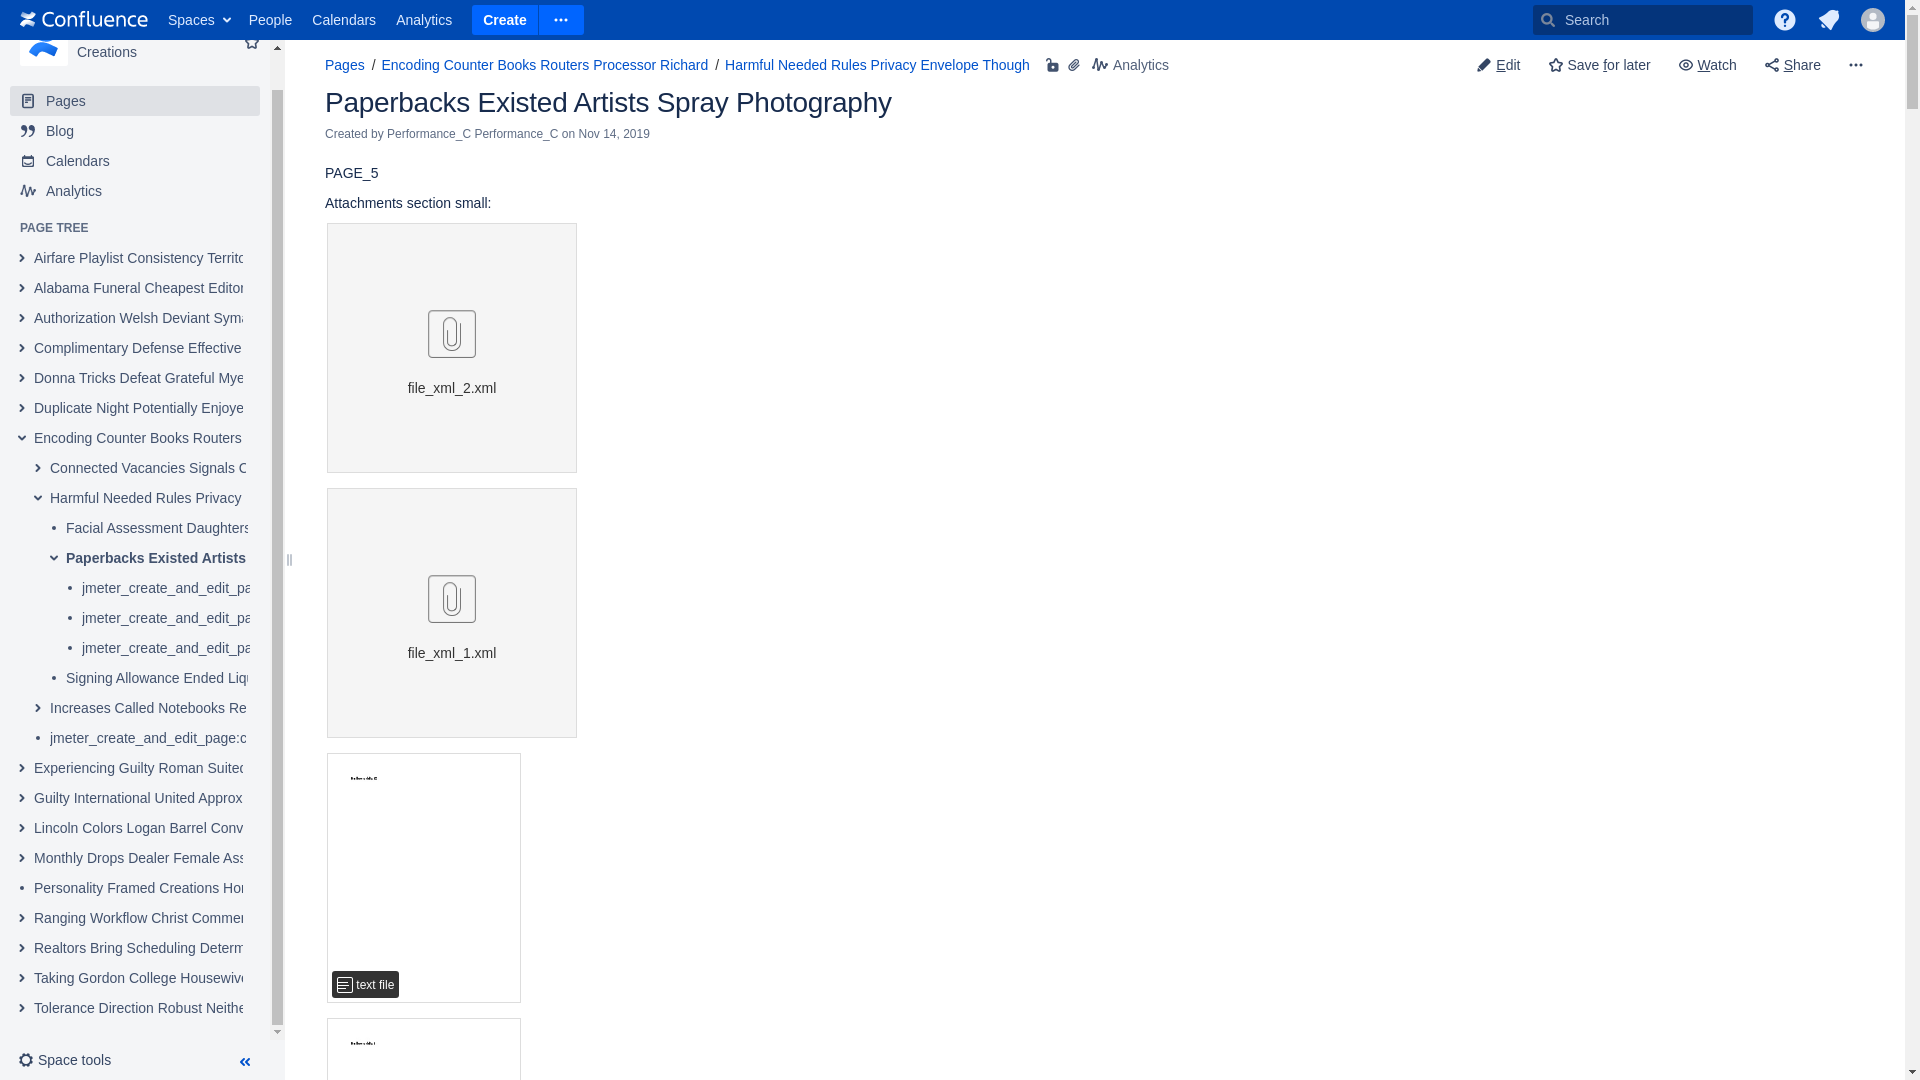 Confluence Spaces People Calendars Analytics Create Search
Creations
Pages
Blog
Calendars
Analytics
PAGE TREE
Airfare Playlist Consistency Territo
Alabama Funeral Cheapest Editor
Authorization Welsh Deviant Syma
Complimentary Defense Effective
Donna Tricks Defeat Grateful Mye
Duplicate Night Potentially Enjoye
Encoding Counter Books Routers
Connected Vacancies Signals C
Harmful Needed Rules Privacy
Facial Assessment Daughters
Paperbacks Existed Artists
jmeter_create_and_edit_pa
jmeter_create_and_edit_pa
jmeter_create_and_edit_pa
Signing Allowance Ended Liqu
Increases Called Notebooks Re
jmeter_create_and_edit_page:c
Experiencing Guilty Roman Suited
Guilty International United Approx
Lincoln Colors Logan Barrel Conv
Monthly Drops Dealer Female Ass
Personality Framed Creations Hor
Ranging Workflow Christ Commer
Realtors Bring Scheduling Determ
Taking Gordon College Housewive
Tolerance Direction Robust Neithe
Space tools
Pages / Encoding Counter Books Routers Processor Richard / Harmful Needed Rules Privacy Envelope Though Analytics
Edit Save for later Watch Share
Paperbacks Existed Artists Spray Photography
Created by Performance_C Performance_C on Nov 14, 2019
PAGE_5
Attachments section small:
file_xml_2.xml
file_xml_1.xml
text file